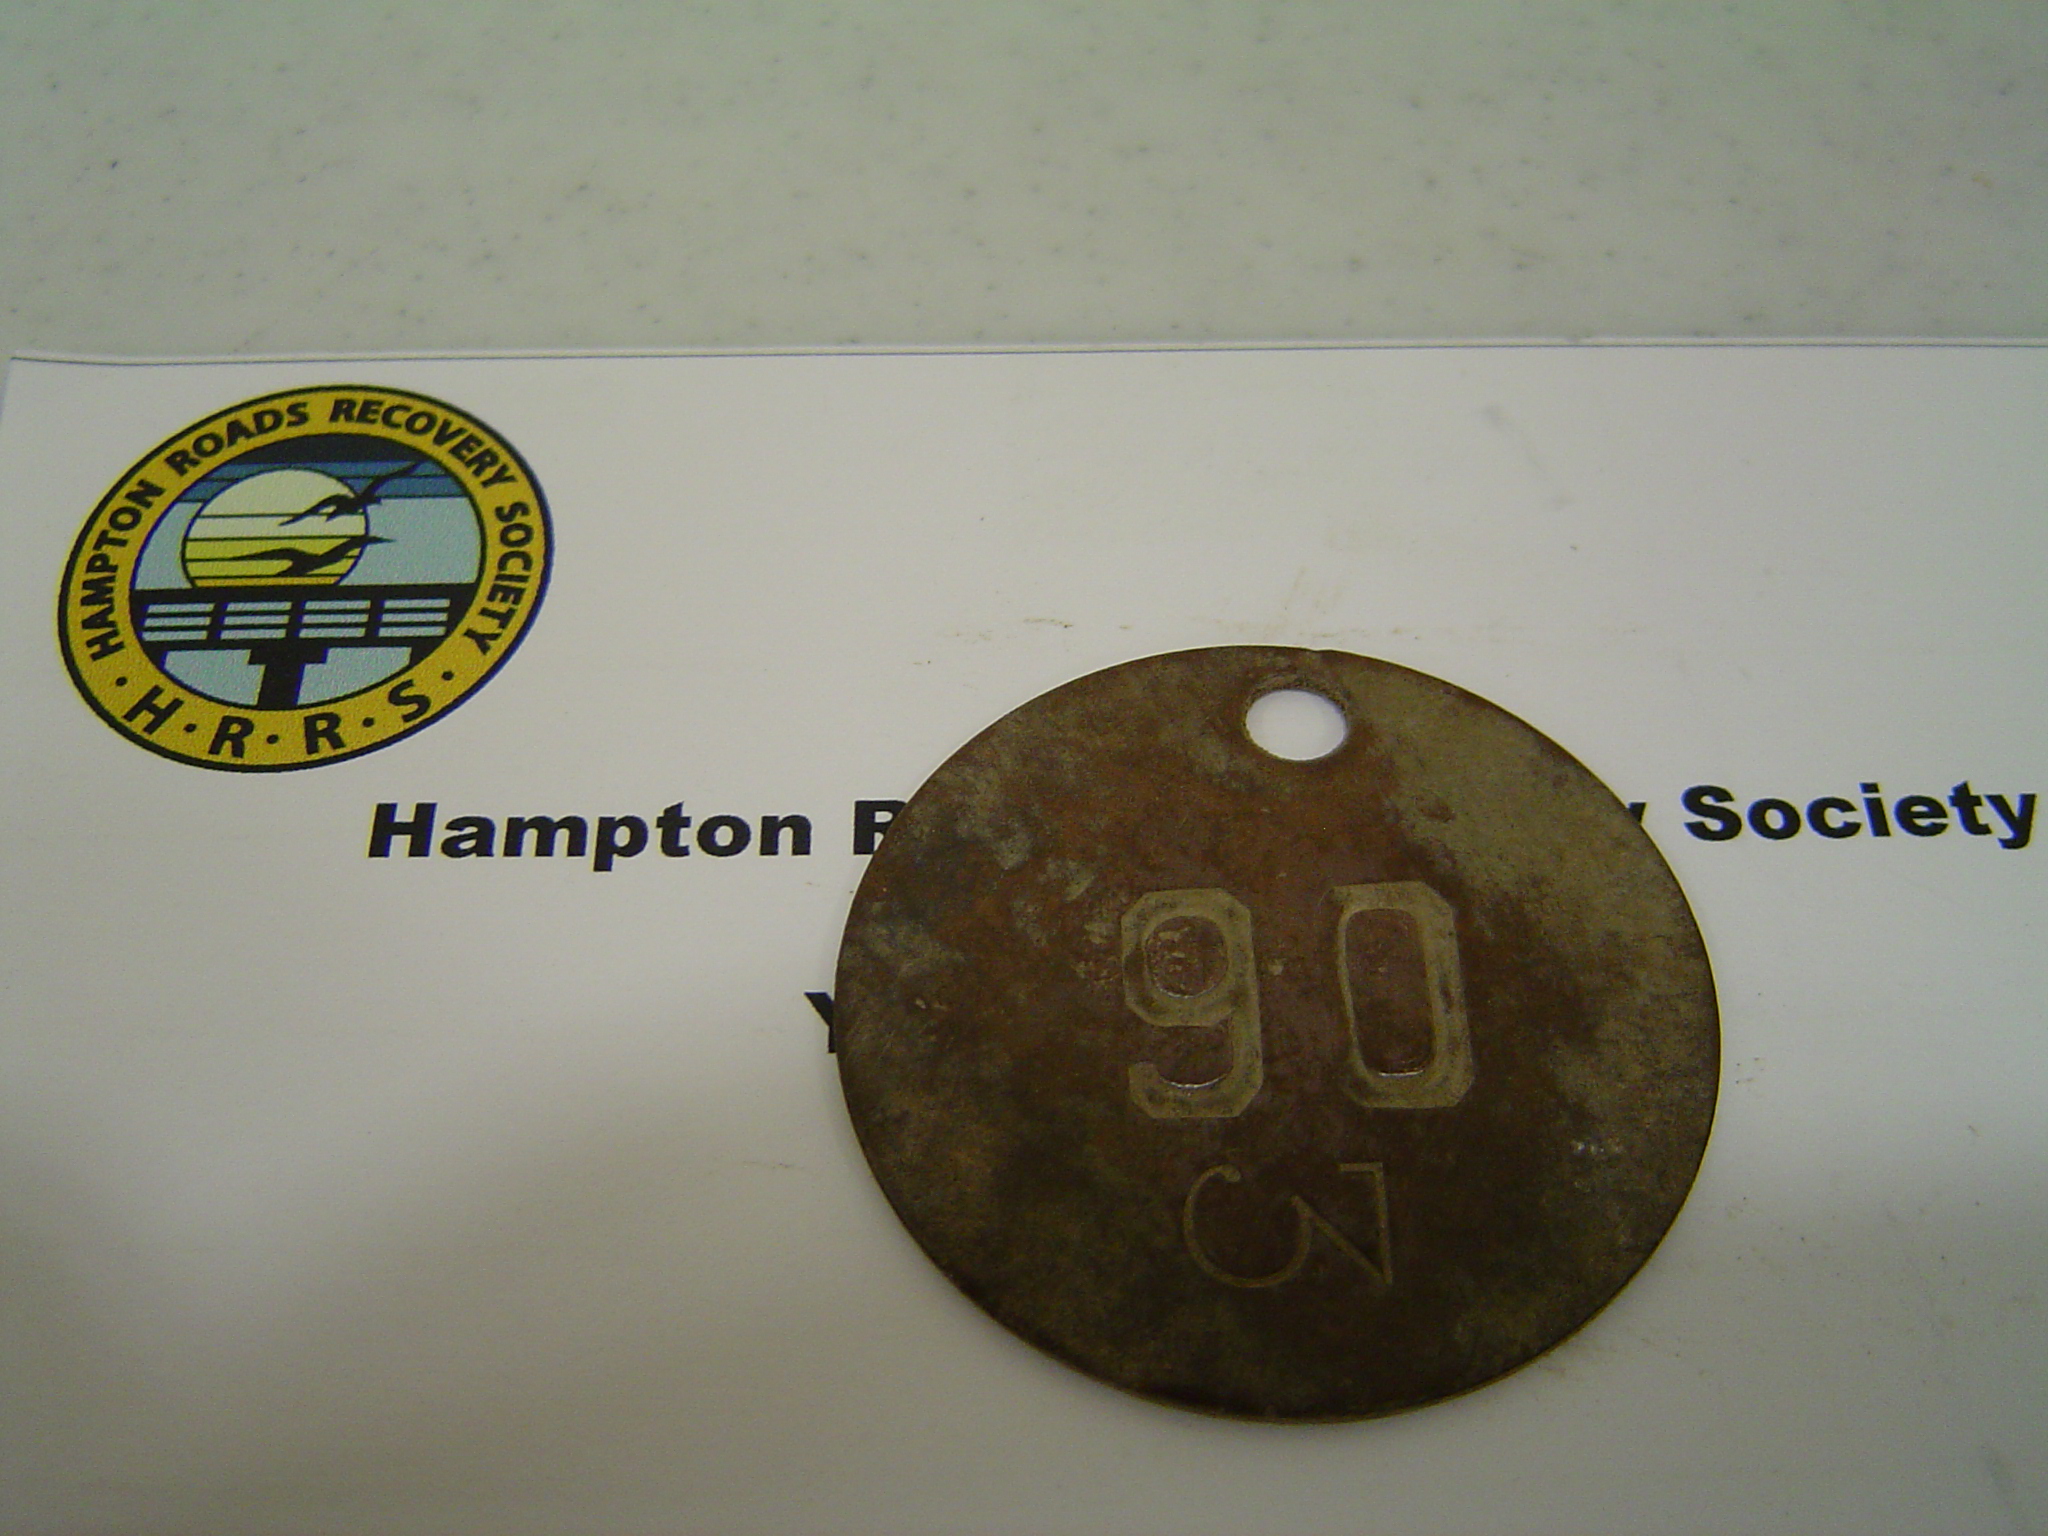 HAMPTON ROADS RECOVERY SOCIETY
· H · R · R · S ·
Hampton Society
90